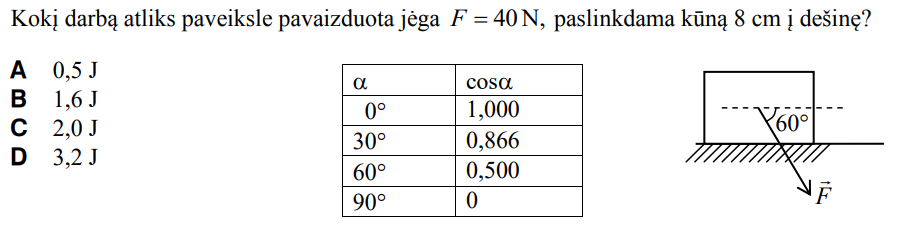 Kokį darbą atliks paveiksle pavaizduota jėga F = 40 N, paslinkdama kūną 8 cm į dešinę?
A 0,5 J
B 1,6 J
C 2,0 J
D 3,2 J
α cosα
0° 1,000
30° 0,866
60° 0,500
90° 0
60°
F⃗